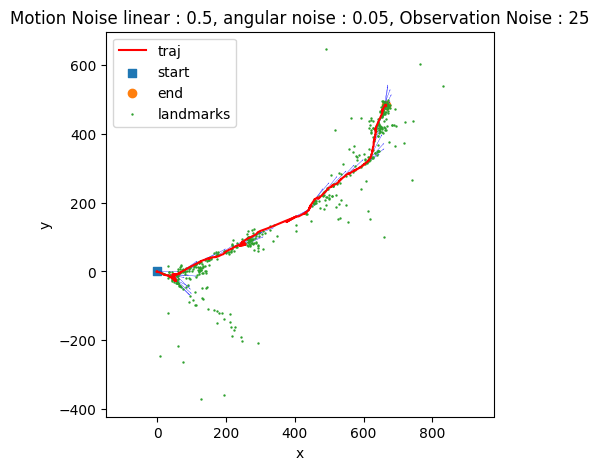 Motion Noise linear : 0.5, angular noise : 0.05, Observation Noise : 25
traj
start
end
landmarks
600
400
200
0
−200
−400
y
0
200
400
600
800
x